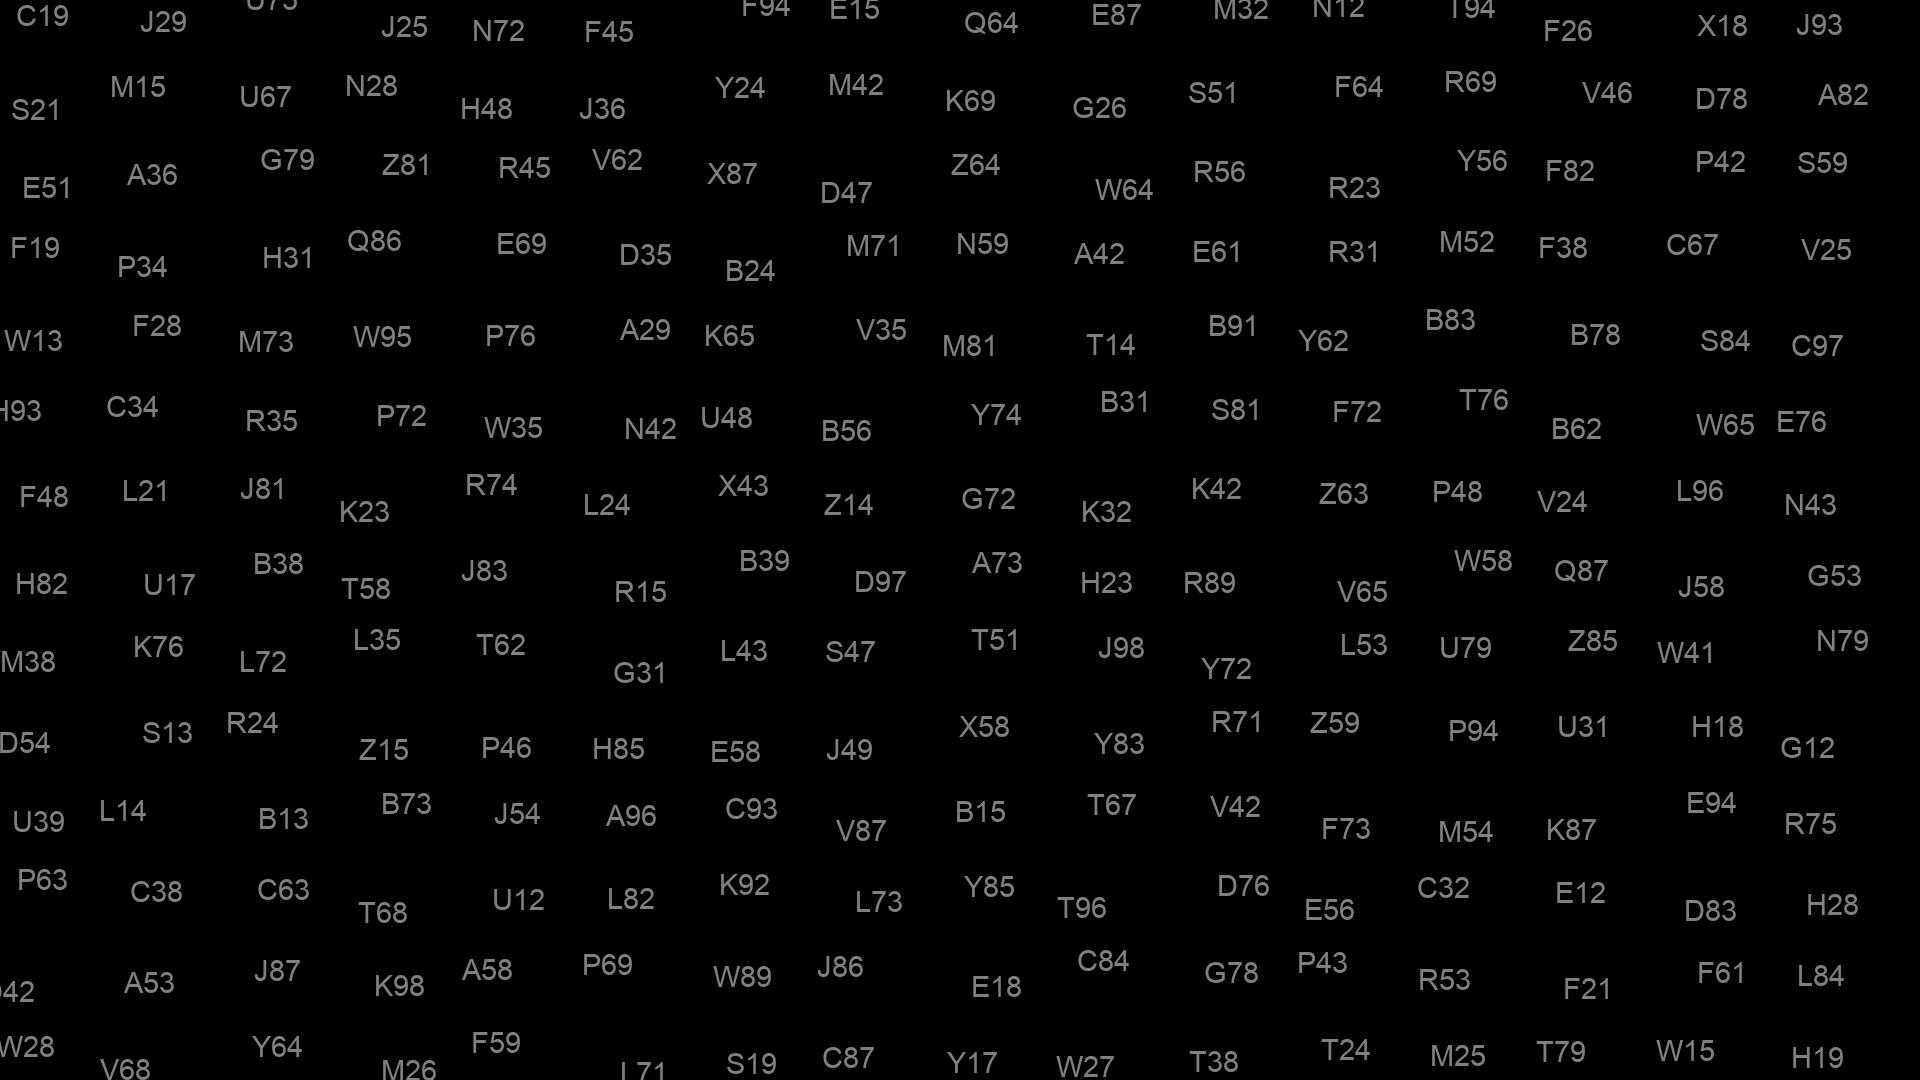 C19 J29 U75 J25 N72 F45 F94 E15 Q64 E87 M32 N12 T94 F26 X18 J93
S21 M15 U67 N28 H48 J36 Y24 M42 K69 G26 S51 F64 R69 V46 D78 A82
E51 A36 G79 Z81 R45 V62 X87 D47 Z64 W64 R56 R23 Y56 F82 P42 S59
F19 P34 H31 Q86 E69 D35 B24 M71 N59 A42 E61 R31 M52 F38 C67 V25
W13 F28 M73 W95 P76 A29 K65 V35 M81 T14 B91 Y62 B83 B78 S84 C97
H93 C34 R35 P72 W35 N42 U48 B56 Y74 B31 S81 F72 T76 B62 W65 E76
F48 L21 J81 K23 R74 L24 X43 Z14 G72 K32 K42 Z63 P48 V24 L96 N43
H82 U17 B38 T58 J83 R15 B39 D97 A73 H23 R89 V65 W58 Q87 J58 G53
M38 K76 L72 L35 T62 G31 L43 S47 T51 J98 Y72 L53 U79 Z85 W41 N79
D54 S13 R24 Z15 P46 H85 E58 J49 X58 Y83 R71 Z59 P94 U31 H18 G12
U39 L14 B13 B73 J54 A96 C93 V87 B15 T67 V42 F73 M54 K87 E94 R75
P63 C38 C63 T68 U12 L82 K92 L73 Y85 T96 D76 E56 C32 E12 D83 H28
A53 J87 K98 A58 P69 W89 J86 E18 C84 G78 P43 R53 F21 F61 L84
W28 V68 Y64 M26 F59 L71 S19 C87 Y17 W27 T38 T24 M25 T79 W15 H19